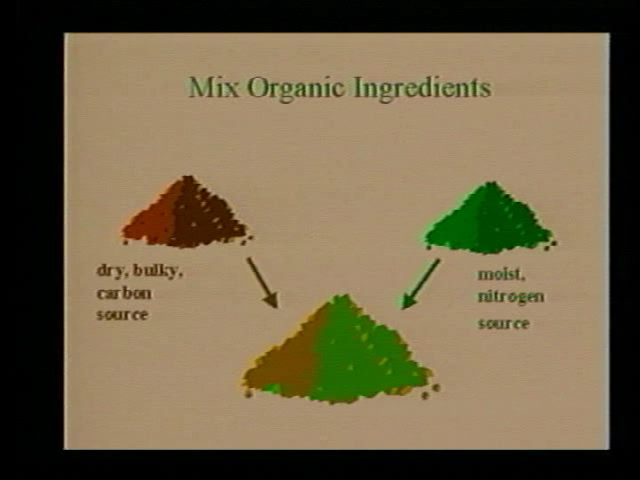 Mix Organic Ingredients
dry, bulky,
carbon
source
moist,
nitrogen
source